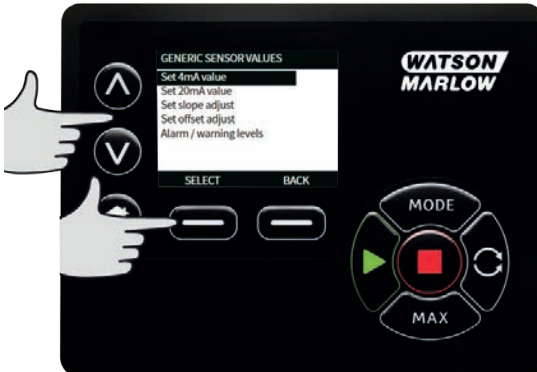 GENERIC SENSOR VALUES
Set 4mA value
Set 20mA value
Set slope adjust
Set offset adjust
Alarm / warning levels
SELECT BACK
WATSON
MARLOW
MODE
MAX